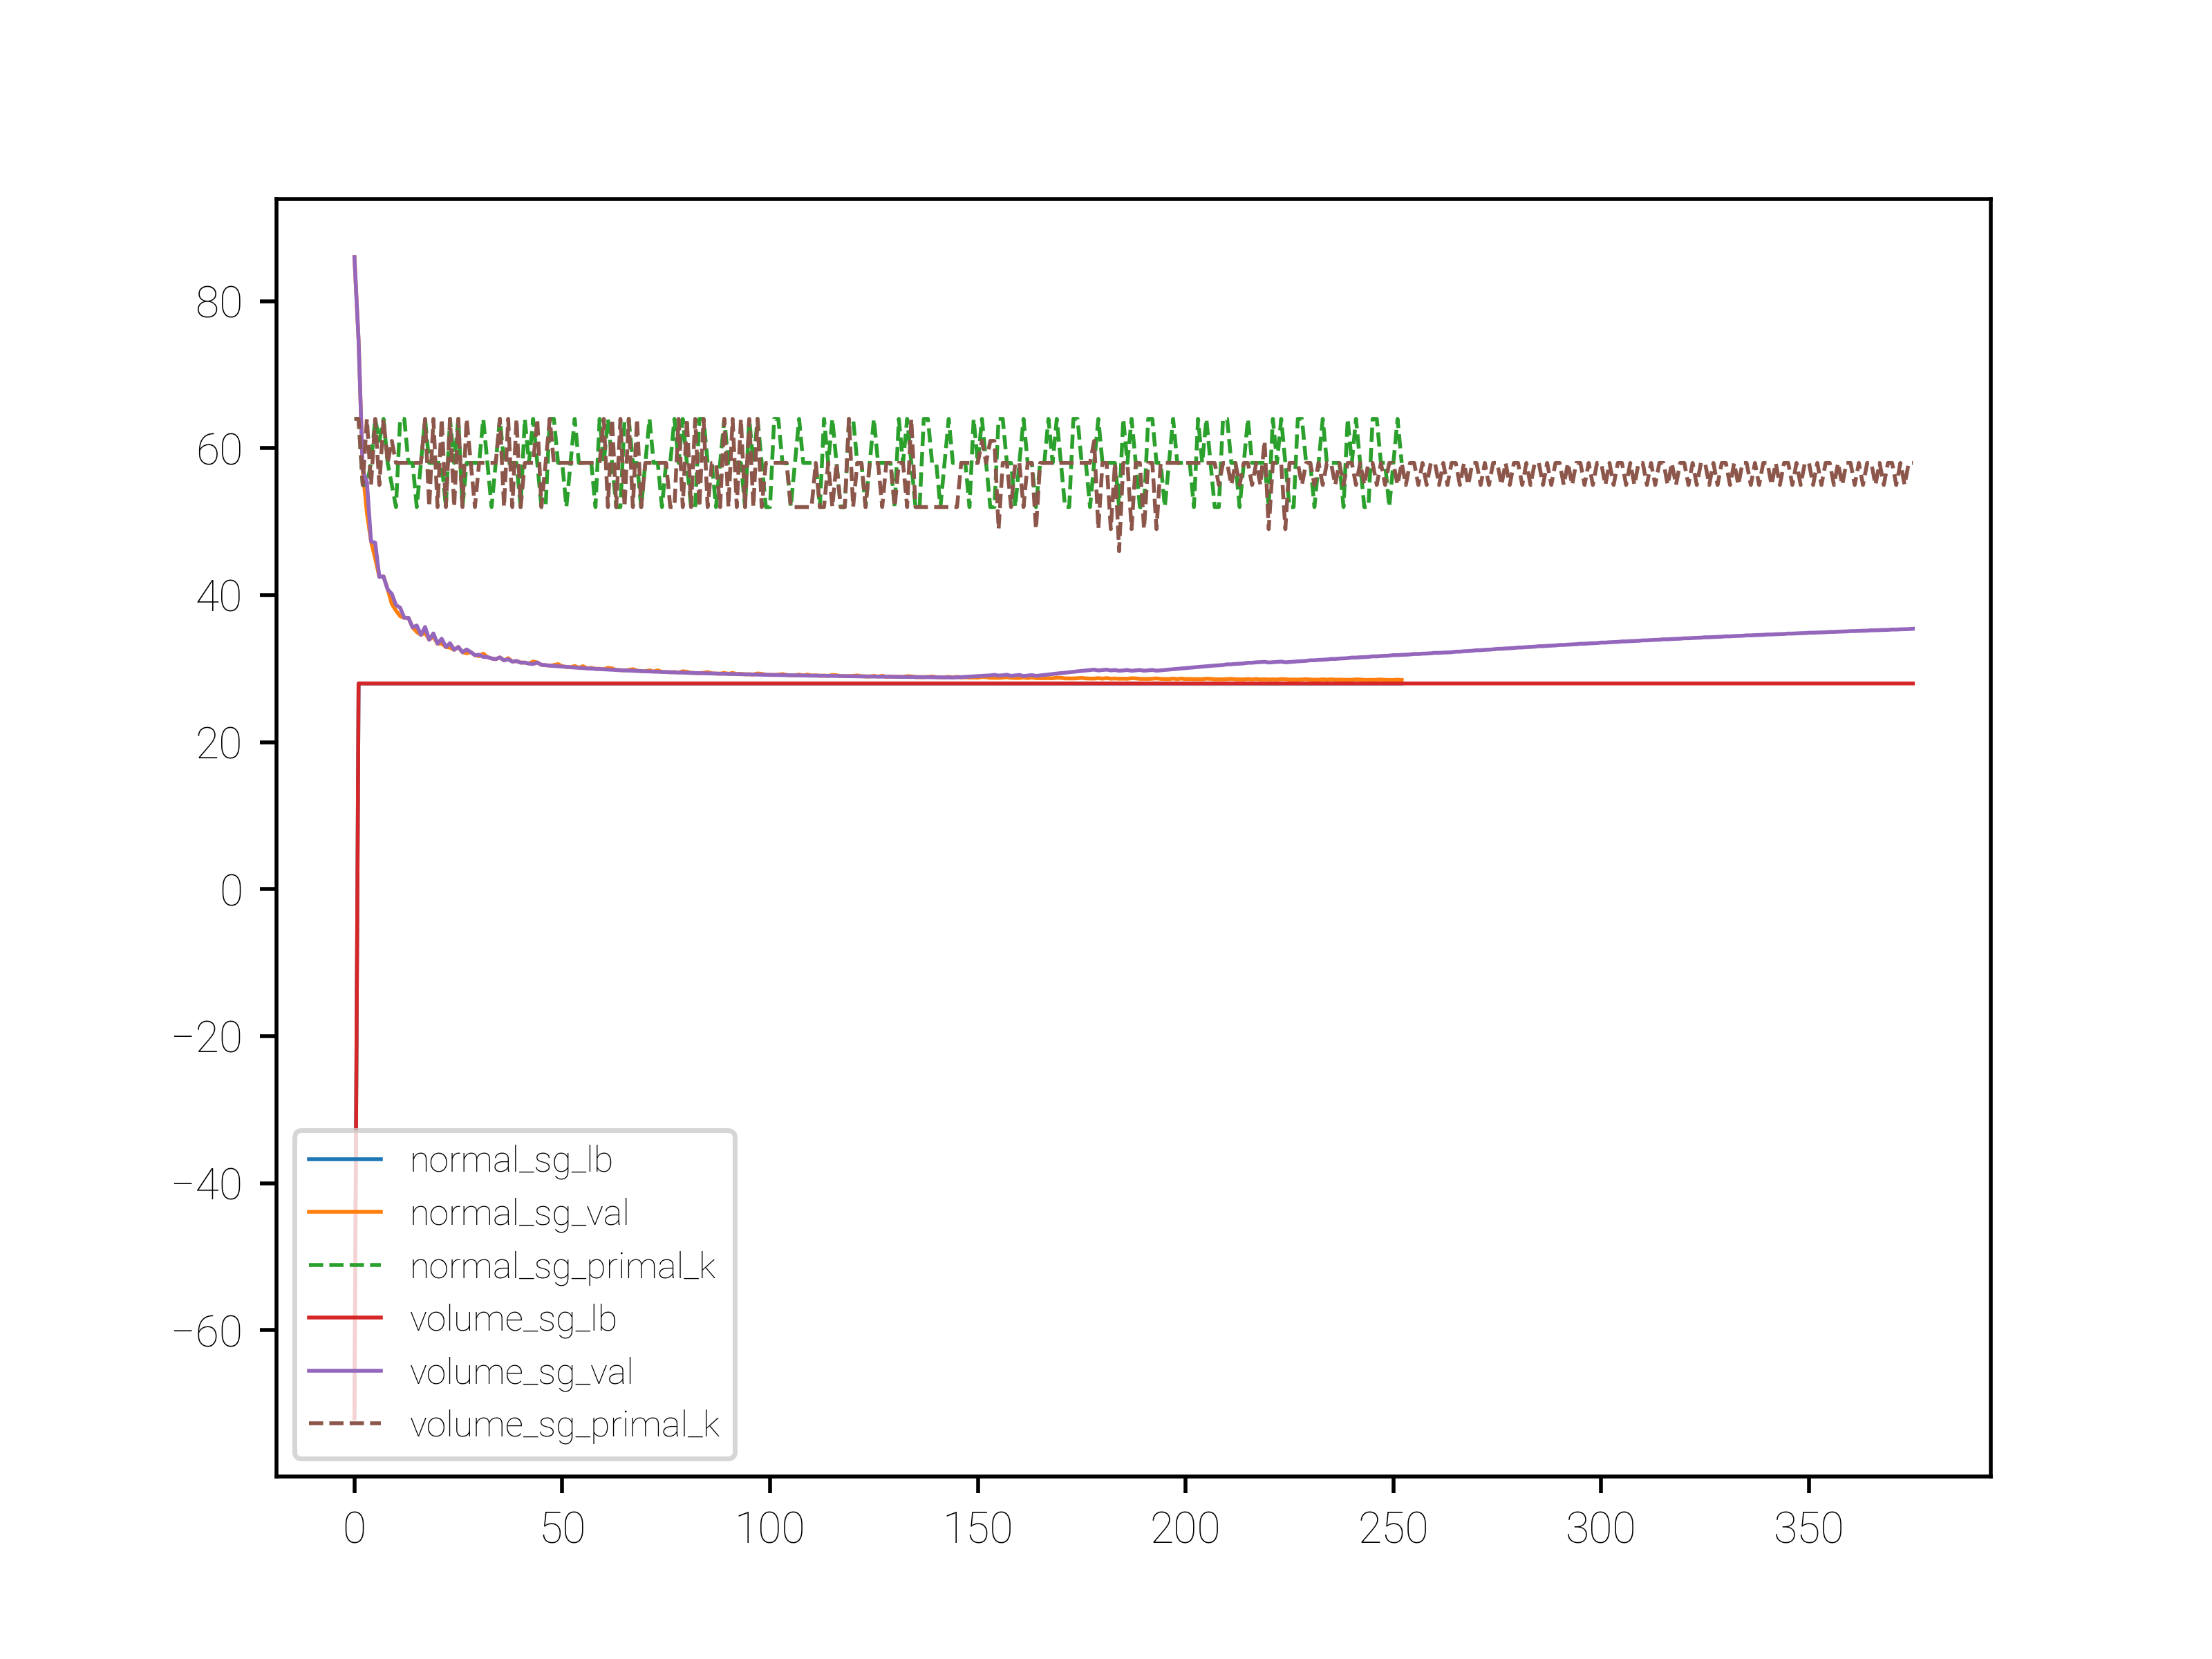 80
60
40
20
0
−20
−40
−60
normal_sg_lb
normal_sg_val
normal_sg_primal_k
volume_sg_lb
volume_sg_val
volume_sg_primal_k
0 50 100 150 200 250 300 350